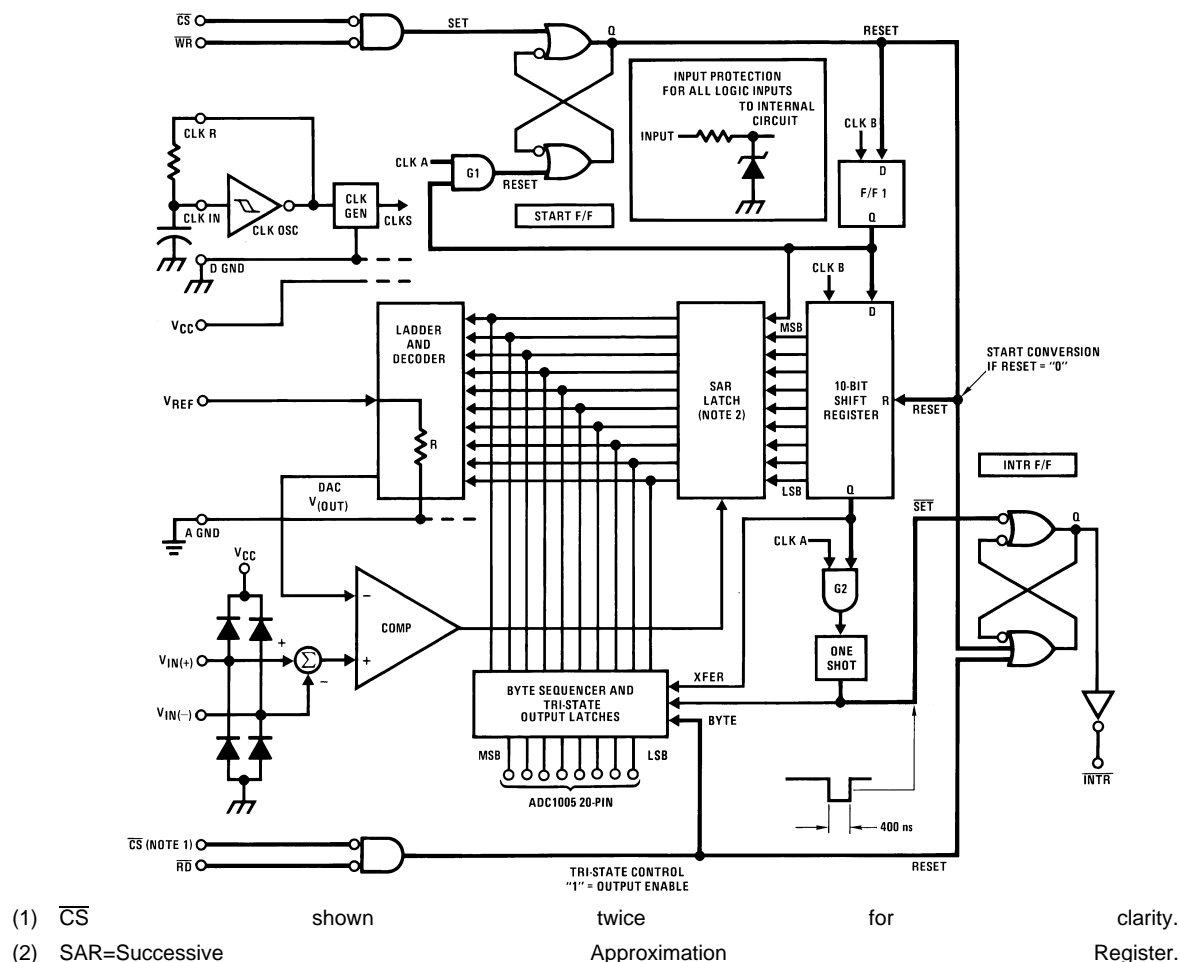 CS
WR
SET
Q
RESET
INPUT PROTECTION
FOR ALL LOGIC INPUTS
TO INTERNAL
CIRCUIT
INPUT
CLK R
CLK B
D
F/F 1
Q
CLK A
G1
RESET
START F/F
CLK IN
CLK OSC
CLK
GEN
CLKS
D GND
CLK B
VCC
LADDER
AND
DECODER
MSB
D
START CONVERSION
IF RESET = "0"
VREF
R
SAR
LATCH
(NOTE 2)
10-BIT
SHIFT
REGISTER
R
RESET
INTR F/F
DAC
V(OUT)
LSB
Q
SET
Q
A GND
CLK A
VCC
G2
COMP
−
+
ONE
SHOT
VIN(+)
+
Σ
−
VIN(−)
XFER
BYTE SEQUENCER AND
TRI-STATE
OUTPUT LATCHES
BYTE
MSB
LSB
ADC1005 20-PIN
INTR
400 ns
CS (NOTE 1)
RD
TRI-STATE CONTROL
"1" = OUTPUT ENABLE
RESET
(1) CS shown twice for clarity.
(2) SAR=Successive Approximation Register.